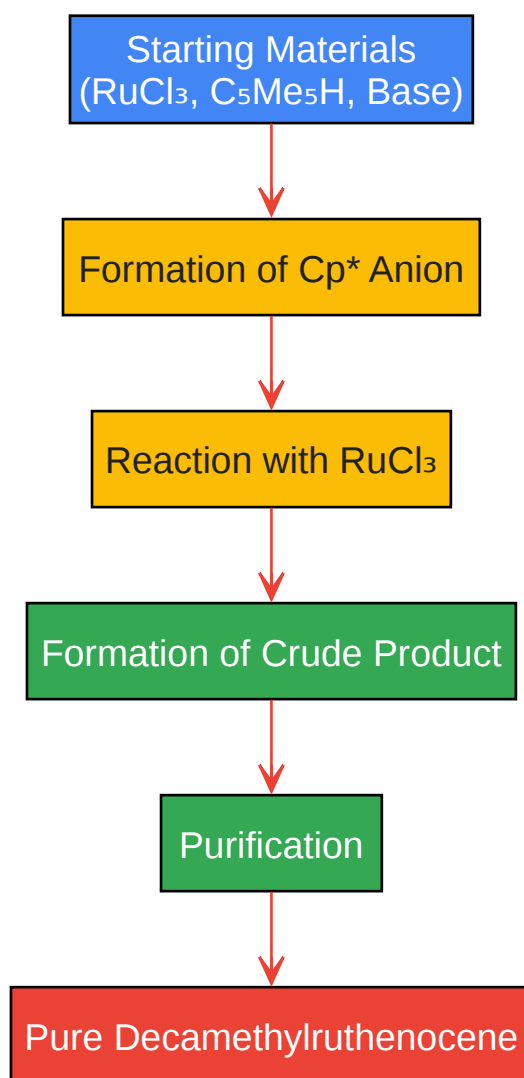 Starting Materials
(RuCl₃, C₅Me₅H, Base)
Formation of Cp* Anion
Reaction with RuCl₃
Formation of Crude Product
Purification
Pure Decamethylruthenocene